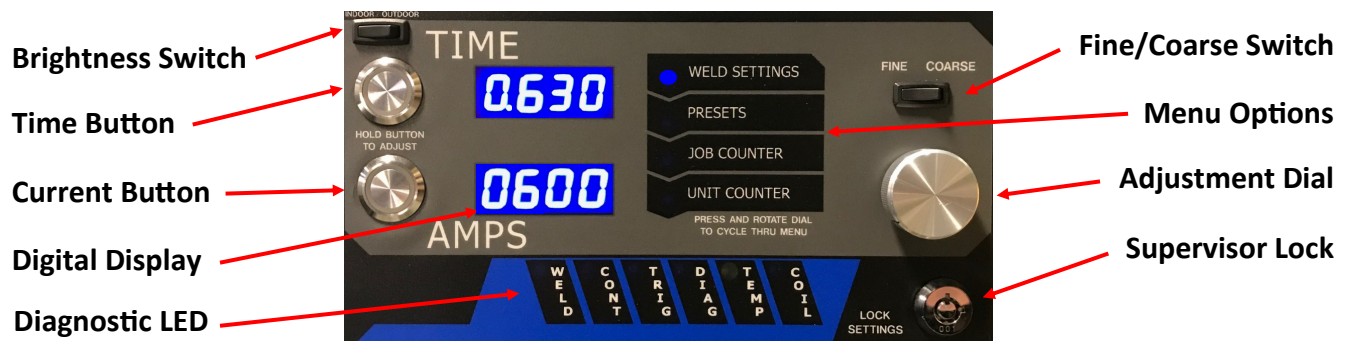 Brightness Switch
Time Button
Current Button
Digital Display
Diagnostic LED
INDOOR / OUTDOOR
TIME
0.630
HOLD BUTTON
TO ADJUST
0600
AMPS
WELD SETTINGS
PRESETS
JOB COUNTER
UNIT COUNTER
PRESS AND ROTATE DIAL
TO CYCLE THRU MENU
FINE COARSE
WELD
CONT
TRIG
DIAG
TEMP
COIL
LOCK
SETTINGS
Fine/Coarse Switch
Menu Options
Adjustment Dial
Supervisor Lock